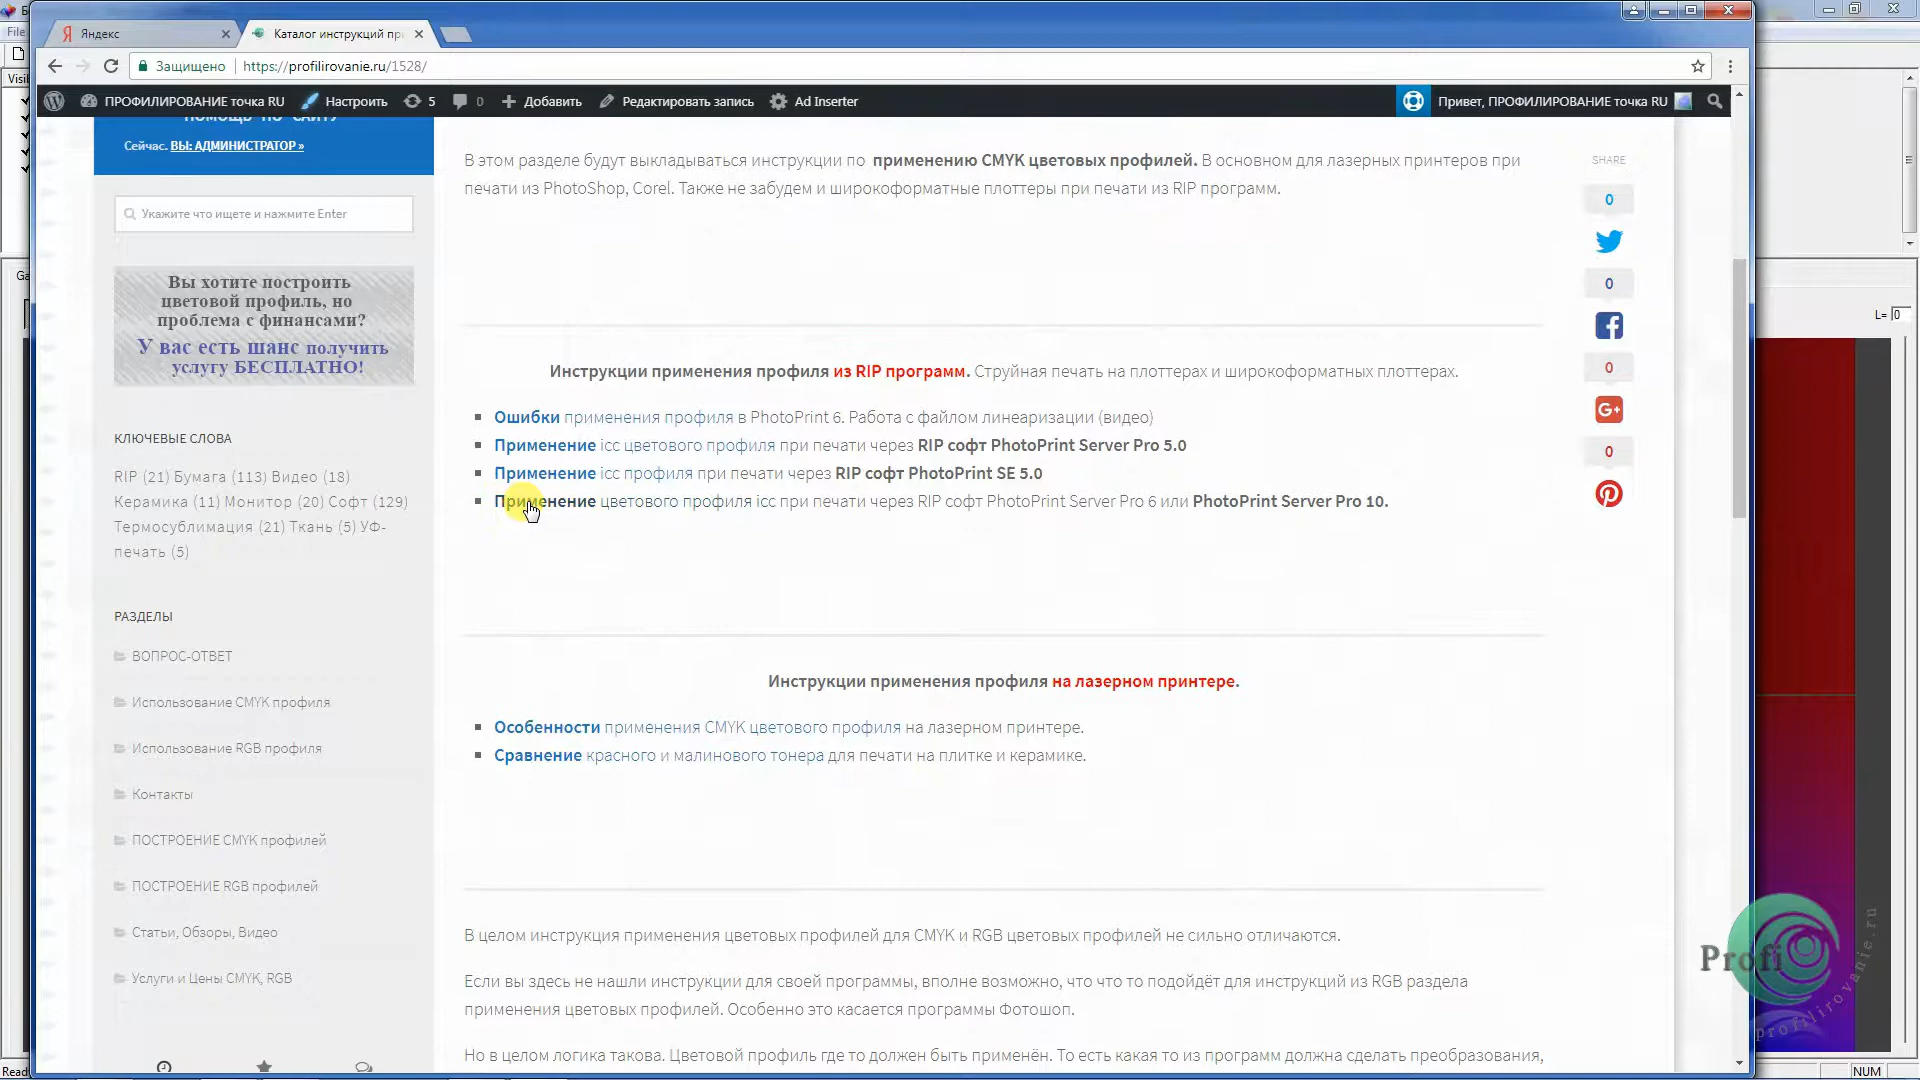 File
Яндекс
Каталог инструкций при
Защищено
https://profilirovanie.ru/1528/
ПРОФИЛИРОВАНИЕ точка RU
Настроить
5
0
Добавить
Редактировать запись
Ad Inserter
Привет, ПРОФИЛИРОВАНИЕ точка RU
ПОМОЩЬ ПО САЙТУ
Сейчас. ВЫ: АДМИНИСТРАТОР »
Укажите что ищете и нажмите Enter
Вы хотите построить
цветовой профиль, но
проблема с финансами?
У вас есть шанс получить
услугу БЕСПЛАТНО!
КЛЮЧЕВЫЕ СЛОВА
RIP (21) Бумага (113) Видео (18)
Керамика (11) Монитор (20) Софт (129)
Термосублимация (21) Ткань (5) УФ-
печать (5)
РАЗДЕЛЫ
ВОПРОС-ОТВЕТ
Использование CMYK профиля
Использование RGB профиля
Контакты
ПОСТРОЕНИЕ CMYK профилей
ПОСТРОЕНИЕ RGB профилей
Статьи, Обзоры, Видео
Услуги и Цены CMYK, RGB
В этом разделе будут выкладываться инструкции по применению CMYK цветовых профилей. В основном для лазерных принтеров при
печати из PhotoShop, Corel. Также не забудем и широкоформатные плоттеры при печати из RIP программ.
Инструкции применения профиля из RIP программ. Струйная печать на плоттерах и широкоформатных плоттерах.
Ошибки применения профиля в PhotoPrint 6. Работа с файлом линеаризации (видео)
Применение icc цветового профиля при печати через RIP софт PhotoPrint Server Pro 5.0
Применение icc профиля при печати через RIP софт PhotoPrint SE 5.0
Применение цветового профиля icc при печати через RIP софт PhotoPrint Server Pro 6 или PhotoPrint Server Pro 10.
Инструкции применения профиля на лазерном принтере.
Особенности применения CMYK цветового профиля на лазерном принтере.
Сравнение красного и малинового тонера для печати на плитке и керамике.
В целом инструкция применения цветовых профилей для CMYK и RGB цветовых профилей не сильно отличаются.
Если вы здесь не нашли инструкции для своей программы, вполне возможно, что что то подойдёт для инструкций из RGB раздела
применения цветовых профилей. Особенно это касается программы Фотошоп.
Но в целом логика такова. Цветовой профиль где то должен быть применён. То есть какая то из программ должна сделать преобразования,
SHARE
0
0
0
G+
0
L= 0
Profi
Profilirovanie.ru
NUM